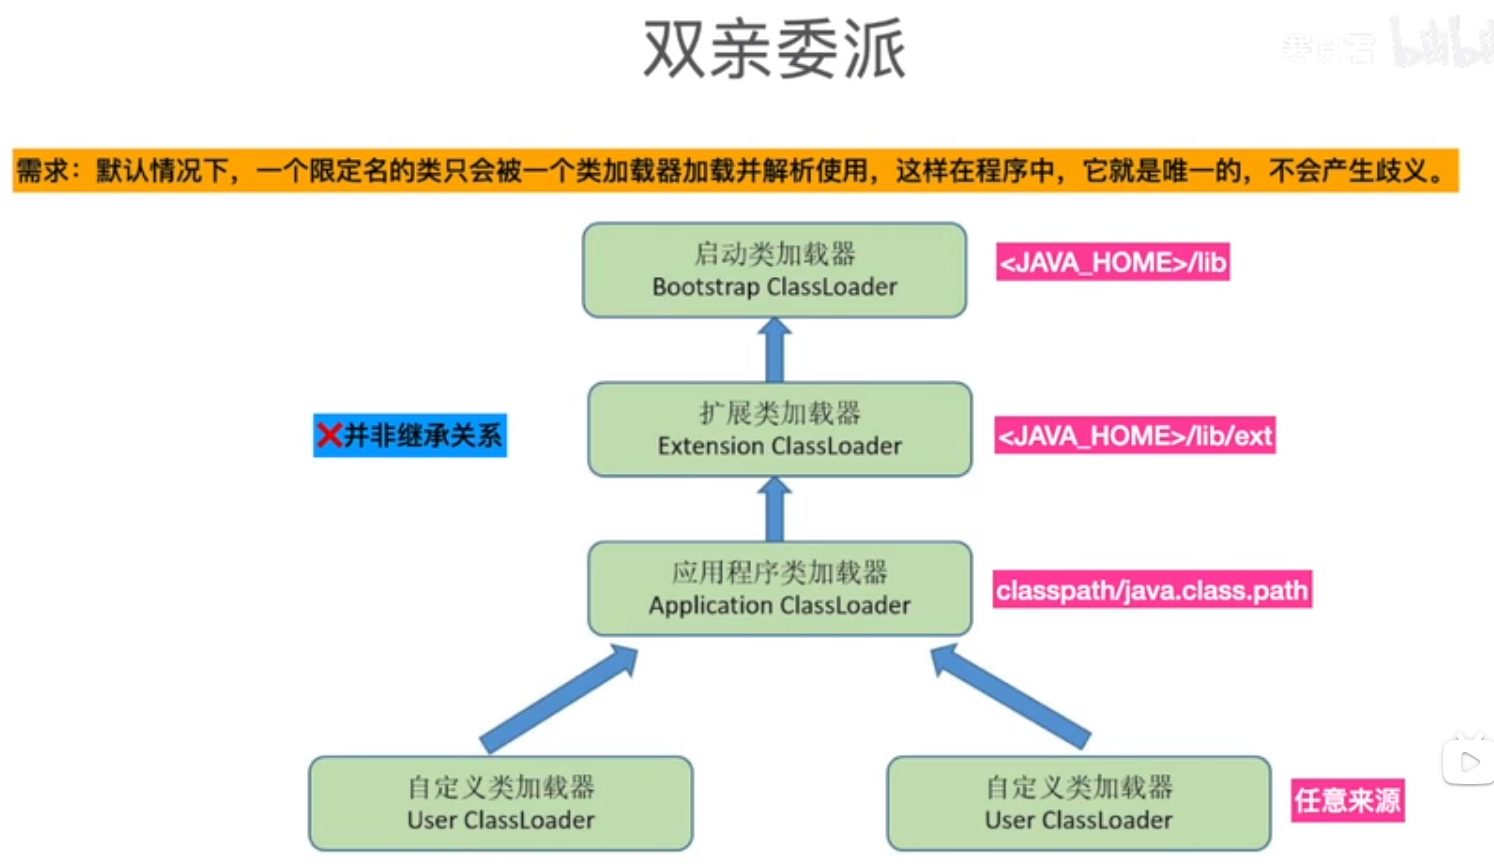 双亲委派
寒食君
bilibili
需求：默认情况下，一个限定名的类只会被一个类加载器加载并解析使用，这样在程序中，它就是唯一的，不会产生歧义。
启动类加载器
Bootstrap ClassLoader
<JAVA_HOME>/lib
❌并非继承关系
扩展类加载器
Extension ClassLoader
<JAVA_HOME>/lib/ext
应用程序类加载器
Application ClassLoader
classpath/java.class.path
自定义类加载器
User ClassLoader
自定义类加载器
User ClassLoader
任意来源